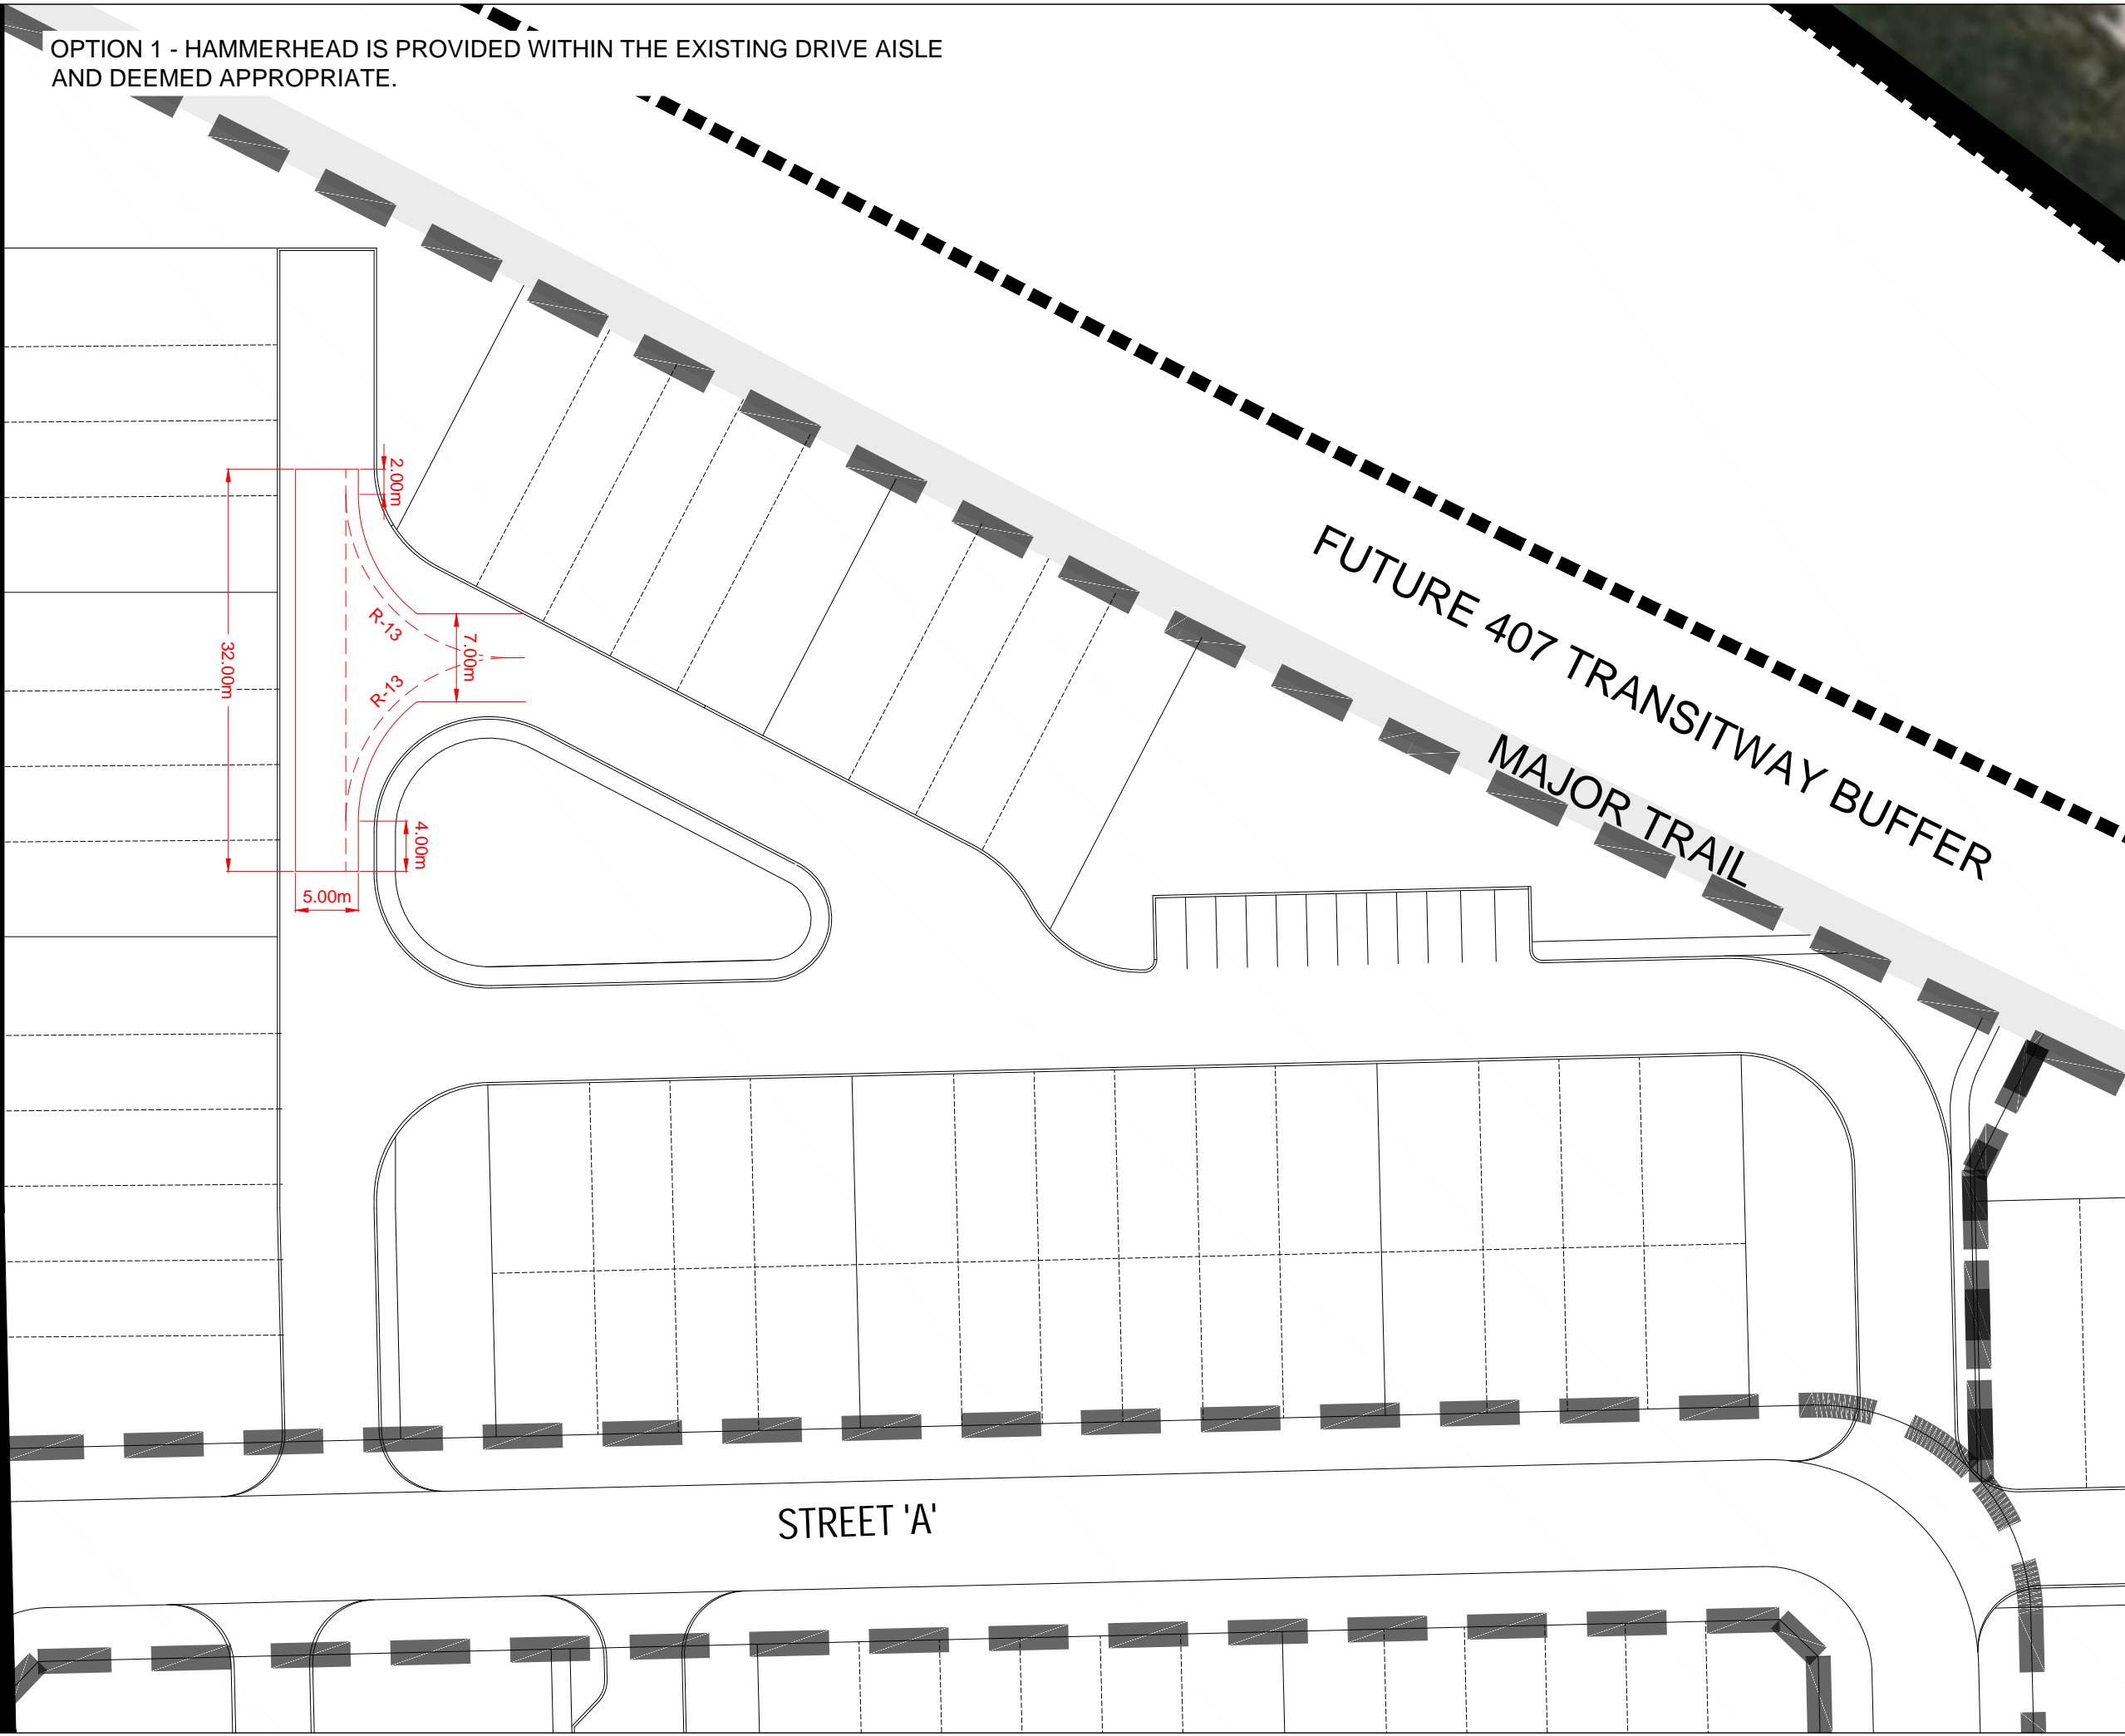 OPTION 1 - HAMMERHEAD IS PROVIDED WITHIN THE EXISTING DRIVE AISLE
AND DEEMED APPROPRIATE.
2.00m
32.00m
R-13
7.00m
R-13
4.00m
5.00m
FUTURE 407 TRANSITWAY BUFFER
MAJOR TRAIL
STREET 'A'